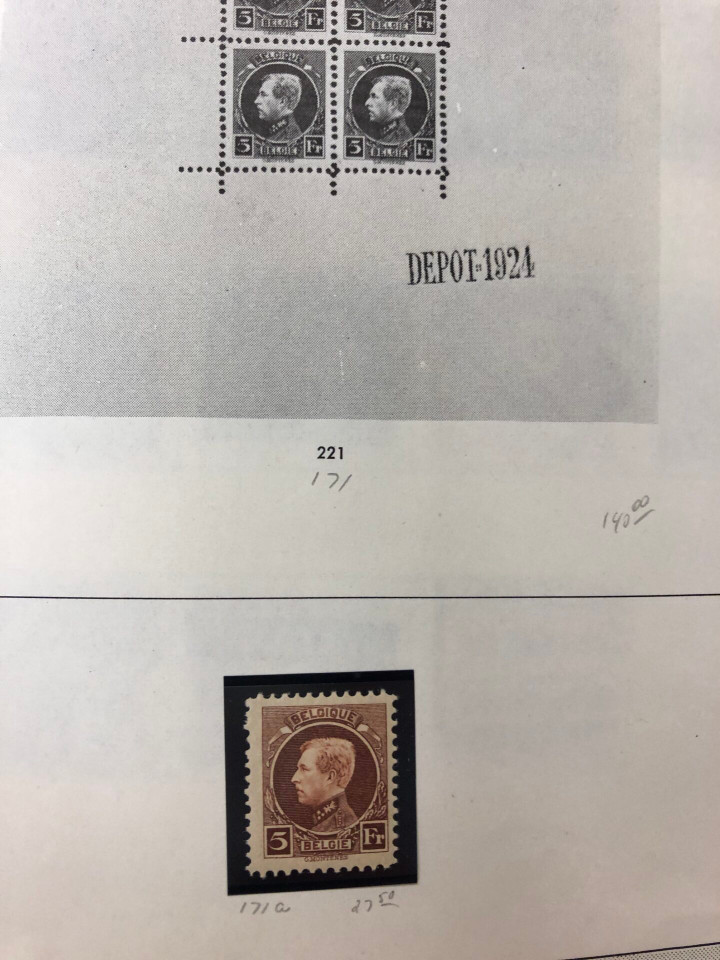 5 Fr 5 Fr
BELGIQUE BELGIQUE
5 BELGIE Fr 5 BELGIE Fr
DEPOT-1924
221
171
140 00
BELGIQUE
5 BELGIE Fr
G.MONTENEZ
171a 27 50